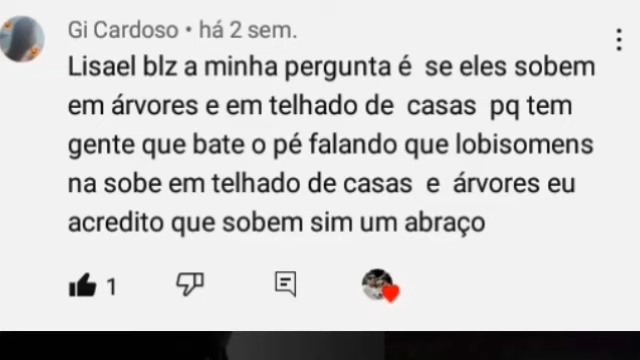 Gi Cardoso • há 2 sem.
Lisael blz a minha pergunta é se eles sobem
em árvores e em telhado de casas pq tem
gente que bate o pé falando que lobisomens
na sobe em telhado de casas e árvores eu
acredito que sobem sim um abraço
1